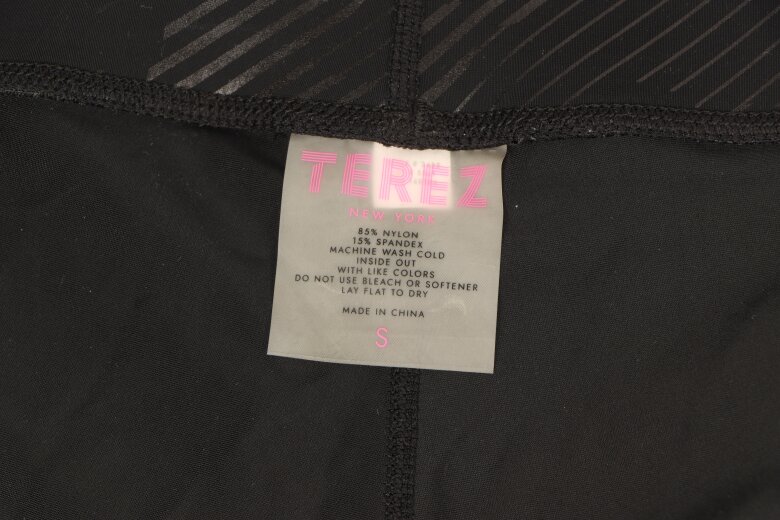 TEREZ
NEW YORK
85% NYLON
15% SPANDEX
MACHINE WASH COLD
INSIDE OUT
WITH LIKE COLORS
DO NOT USE BLEACH OR SOFTENER
LAY FLAT TO DRY
MADE IN CHINA
S